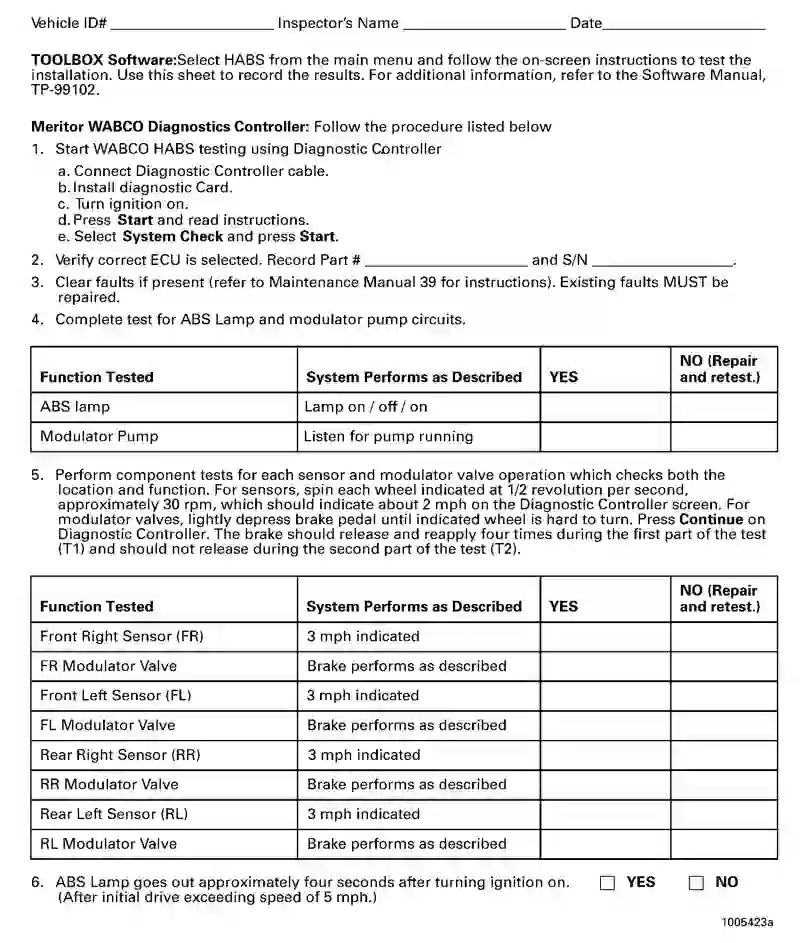 Vehicle ID# ____________________ Inspector's Name ____________________ Date____________________
TOOLBOX Software:Select HABS from the main menu and follow the on-screen instructions to test the
installation. Use this sheet to record the results. For additional information, refer to the Software Manual,
TP-99102.
Meritor WABCO Diagnostics Controller: Follow the procedure listed below
1. Start WABCO HABS testing using Diagnostic Controller
a. Connect Diagnostic Controller cable.
b. Install diagnostic Card.
c. Turn ignition on.
d. Press Start and read instructions.
e. Select System Check and press Start.
2. Verify correct ECU is selected. Record Part # ____________________ and S/N _________________.
3. Clear faults if present (refer to Maintenance Manual 39 for instructions). Existing faults MUST be
repaired.
4. Complete test for ABS Lamp and modulator pump circuits.
NO (Repair
Function Tested System Performs as Described YES and retest.)
ABS lamp Lamp on / off / on
Modulator Pump Listen for pump running
5. Perform component tests for each sensor and modulator valve operation which checks both the
location and function. For sensors, spin each wheel indicated at 1/2 revolution per second,
approximately 30 rpm, which should indicate about 2 mph on the Diagnostic Controller screen. For
modulator valves, lightly depress brake pedal until indicated wheel is hard to turn. Press Continue on
Diagnostic Controller. The brake should release and reapply four times during the first part of the test
(T1) and should not release during the second part of the test (T2).
NO (Repair
Function Tested System Performs as Described YES and retest.)
Front Right Sensor (FR) 3 mph indicated
FR Modulator Valve Brake performs as described
Front Left Sensor (FL) 3 mph indicated
FL Modulator Valve Brake performs as described
Rear Right Sensor (RR) 3 mph indicated
RR Modulator Valve Brake performs as described
Rear Left Sensor (RL) 3 mph indicated
RL Modulator Valve Brake performs as described
6. ABS Lamp goes out approximately four seconds after turning ignition on. ☐ YES ☐ NO
(After initial drive exceeding speed of 5 mph.)
1005423a